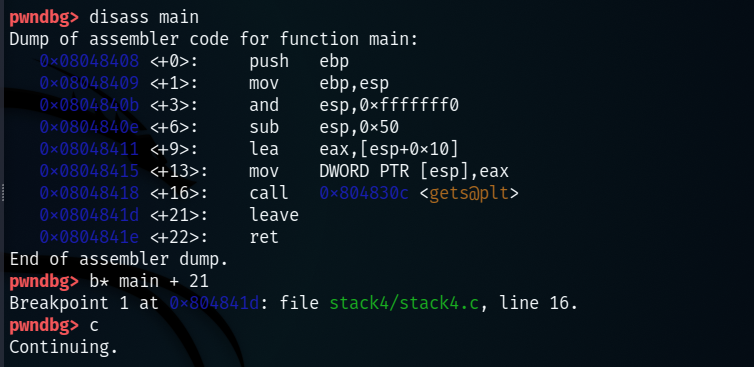 pwndbg> disass main
Dump of assembler code for function main:
   0x08048408 <+0>:     push   ebp
   0x08048409 <+1>:     mov    ebp,esp
   0x0804840b <+3>:     and    esp,0xfffffff0
   0x0804840e <+6>:     sub    esp,0x50
   0x08048411 <+9>:     lea    eax,[esp+0x10]
   0x08048415 <+13>:    mov    DWORD PTR [esp],eax
   0x08048418 <+16>:    call   0x804830c <gets@plt>
   0x0804841d <+21>:    leave
   0x0804841e <+22>:    ret
End of assembler dump.
pwndbg> b* main + 21
Breakpoint 1 at 0x804841d: file stack4/stack4.c, line 16.
pwndbg> c
Continuing.